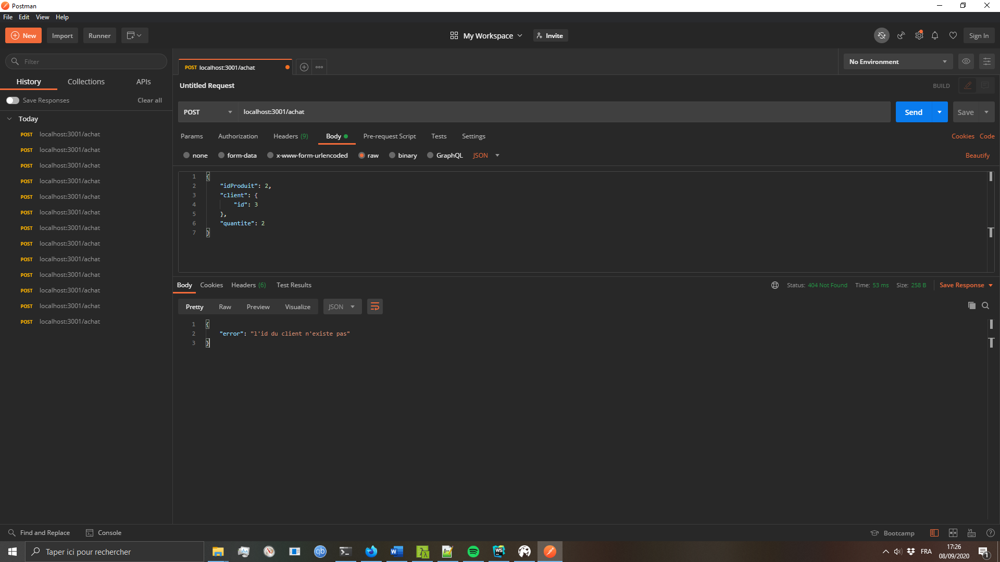 Postman
File Edit View Help
New Import Runner My Workspace Invite Sign In
Filter
History Collections APIs
Save Responses Clear all
Today
POST localhost:3001/achat
POST localhost:3001/achat
POST localhost:3001/achat
POST localhost:3001/achat
POST localhost:3001/achat
POST localhost:3001/achat
POST localhost:3001/achat
POST localhost:3001/achat
POST localhost:3001/achat
POST localhost:3001/achat
POST localhost:3001/achat
POST localhost:3001/achat
POST localhost:3001/achat
POST localhost:3001/achat
No Environment
Untitled Request BUILD
POST localhost:3001/achat Send Save
Params Authorization Headers (9) Body Pre-request Script Tests Settings Cookies Code
none form-data x-www-form-urlencoded raw binary GraphQL JSON Beautify
1 {
2 "idProduit": 2,
3 "client": {
4 "id": 3
5 },
6 "quantite": 2
7 }
Body Cookies Headers (6) Test Results Status: 404 Not Found Time: 53 ms Size: 258 B Save Response
Pretty Raw Preview Visualize JSON
1 {
2 "error": "l'id du client n'existe pas"
3 }
Find and Replace Console Bootcamp
Taper ici pour rechercher
qb
W
WS
FRA
17:26
08/09/2020
1